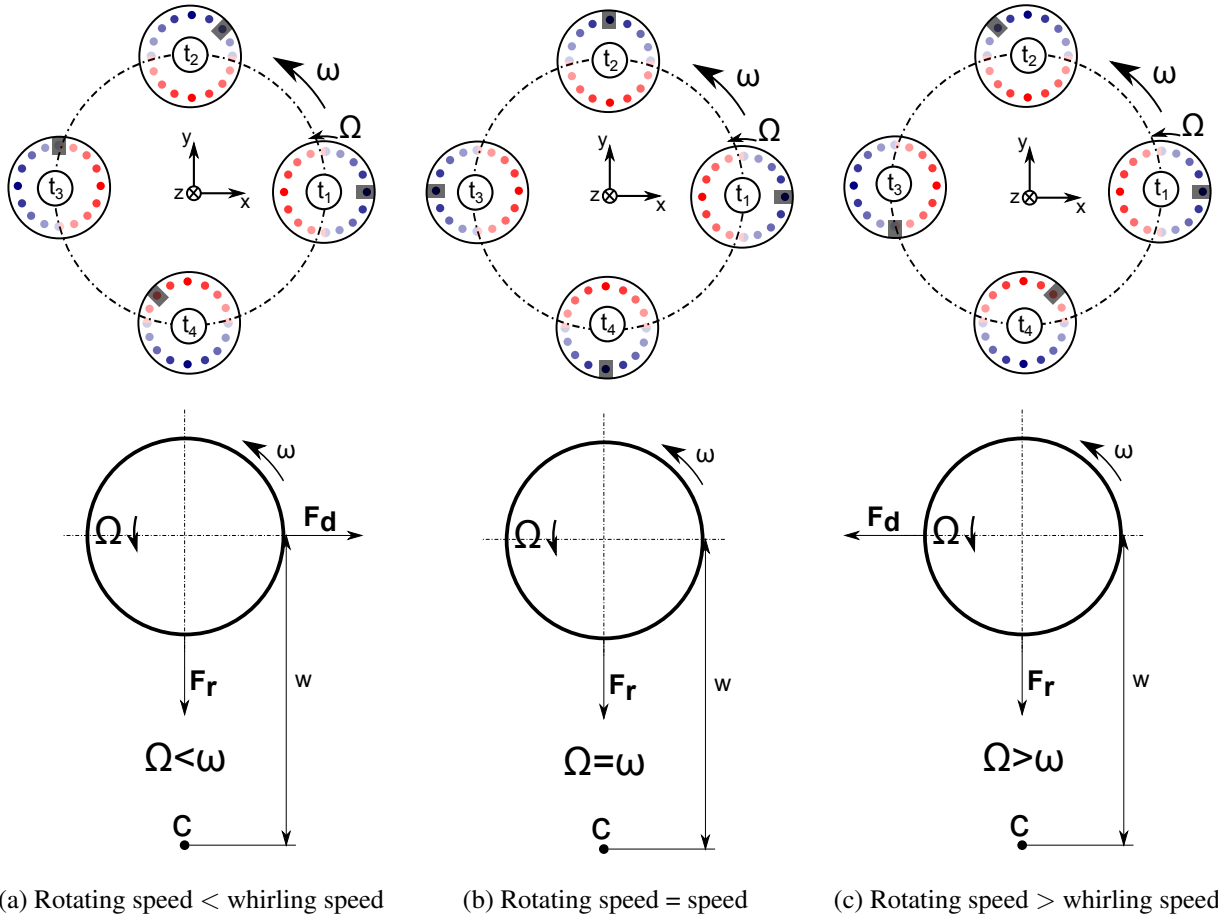 t2
ω
Ω
y
t3
z
x
t1
t4
t2
ω
Ω
y
t3
z
x
t1
t4
t2
ω
Ω
y
t3
z
x
t1
t4
ω
Ω
Fd
Fr
w
Ω<ω
C
ω
Ω
Fr
w
Ω=ω
C
ω
Fd
Ω
Fr
w
Ω>ω
C
(a) Rotating speed < whirling speed
(b) Rotating speed = speed
(c) Rotating speed > whirling speed